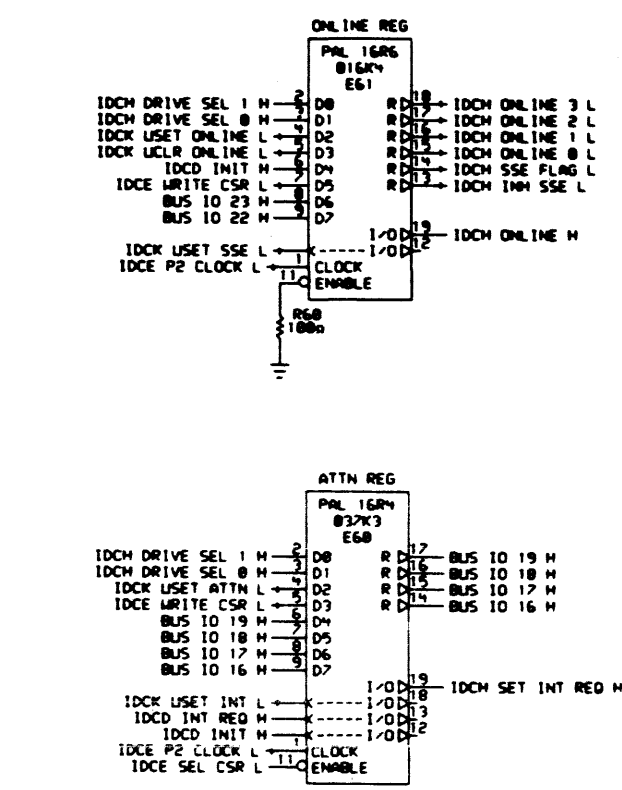 ONLINE REG
PAL 16R6
016K4
E61
IDCH DRIVE SEL 1 H 2 D0 R 18 IDCH ONLINE 3 L
IDCH DRIVE SEL 0 H 3 D1 R 17 IDCH ONLINE 2 L
IDCK USET ONLINE L 4 D2 R 16 IDCH ONLINE 1 L
IDCK UCLR ONLINE L 5 D3 R 15 IDCH ONLINE 0 L
IDCD INIT H 6 D4 R 14 IDCH SSE FLAG L
IDCE WRITE CSR L 7 D5 R 13 IDCH INH SSE L
BUS IO 23 H 8 D6
BUS IO 22 H 9 D7
I/O 19 IDCH ONLINE H
IDCK USET SSE L I/O 12
IDCE P2 CLOCK L 1 CLOCK
11 ENABLE
R60
100Ω
ATTN REG
PAL 16R4
037K3
E60
IDCH DRIVE SEL 1 H 2 D0 R 17 BUS IO 19 H
IDCH DRIVE SEL 0 H 3 D1 R 16 BUS IO 18 H
IDCK USET ATTN L 4 D2 R 15 BUS IO 17 H
IDCE WRITE CSR L 5 D3 R 14 BUS IO 16 H
BUS IO 19 H 6 D4
BUS IO 18 H 7 D5
BUS IO 17 H 8 D6
BUS IO 16 H 9 D7
I/O 19 IDCH SET INT REQ H
IDCK USET INT L I/O 18
IDCD INT REQ H I/O 13
IDCD INIT H I/O 12
IDCE P2 CLOCK L 1 CLOCK
IDCE SEL CSR L 11 ENABLE